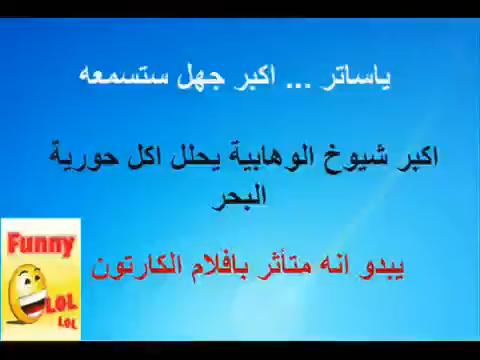 ياساتر ... اكبر جهل ستسمعه
اكبر شيوخ الوهابية يحلل اكل حورية
البحر
يبدو انه متأثر بافلام الكارتون
Funny
LOL
LOL